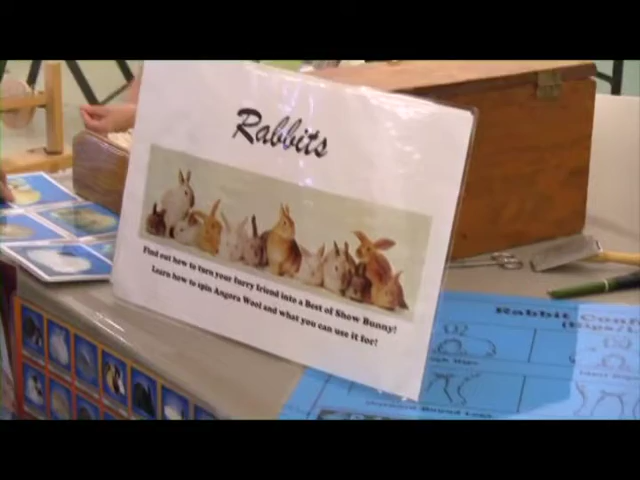 Rabbits
Find out how to turn your furry friend into a Best of Show Bunny!
Learn how to spin Angora Wool and what you can use it for!
Rabbit Conf